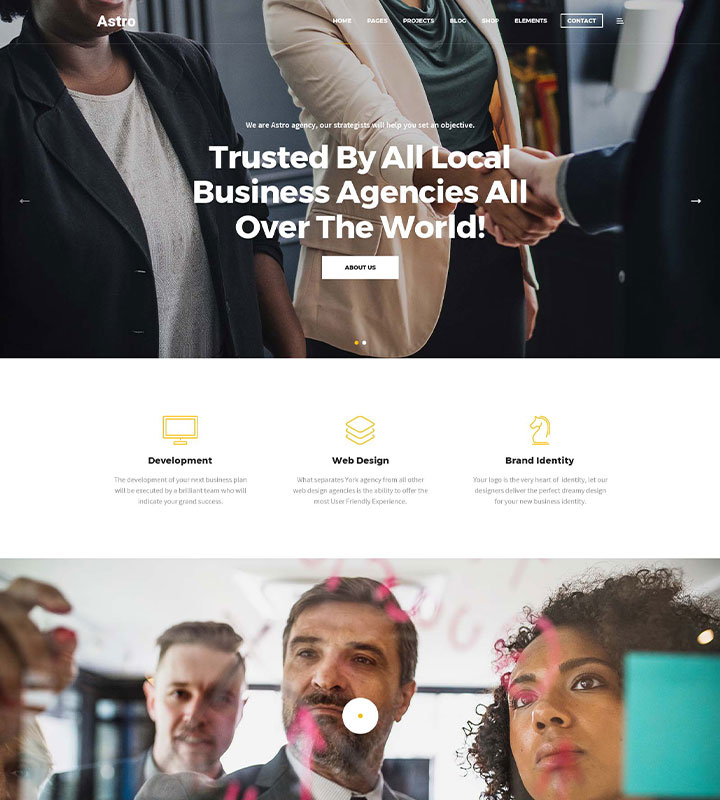 Astro
HOME PAGES PROJECTS BLOG SHOP ELEMENTS CONTACT
We are Astro agency, our strategists will help you set an objective.
Trusted By All Local
Business Agencies All
Over The World!
ABOUT US
Development
The development of your next business plan
will be executed by a brilliant team who will
indicate your grand success.
Web Design
What separates York agency from all other
web design agencies is the ability to offer the
most User Friendly Experience.
Brand Identity
Your logo is the very heart of identity, let our
designers deliver the perfect dreamy design
for your new business identity.